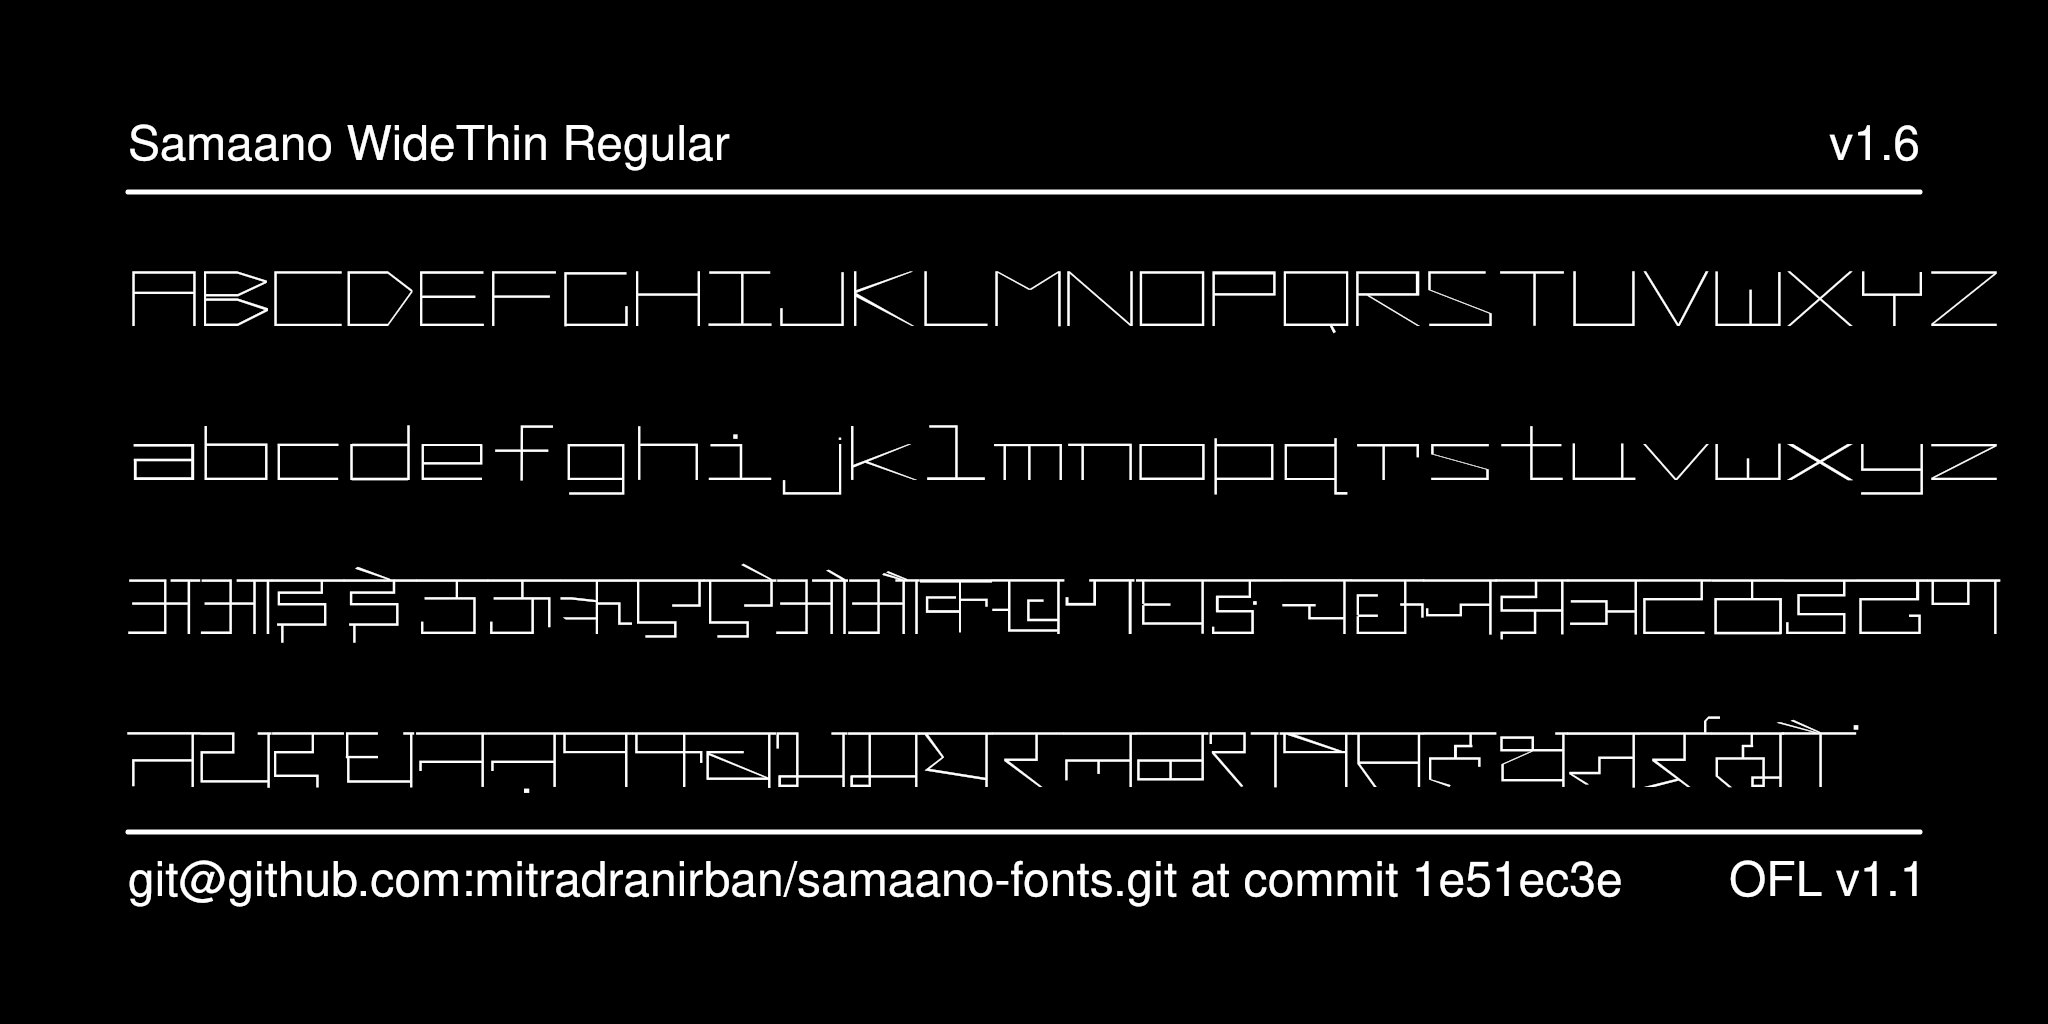 Samaano WideThin Regular
v1.6
ABCDEFGHIJKLMNOPQRSTUVWXYZ
abcdefghijklmnopqrstuvwxyz
अआइईउऊऋएऐओऔकखगघङचछजझञटठडढण
git@github.com:mitradranirban/samaano-fonts.git at commit 1e51ec3e
OFL v1.1